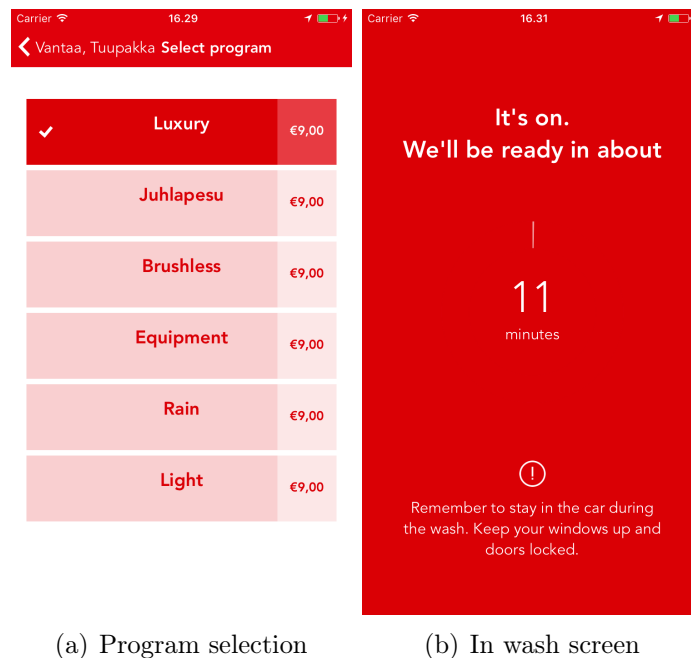 Carrier 16.29
Vantaa, Tuupakka Select program
Luxury €9,00
Juhlapesu €9,00
Brushless €9,00
Equipment €9,00
Rain €9,00
Light €9,00
(a) Program selection
Carrier 16.31
It's on.
We'll be ready in about
11
minutes
Remember to stay in the car during
the wash. Keep your windows up and
doors locked.
(b) In wash screen